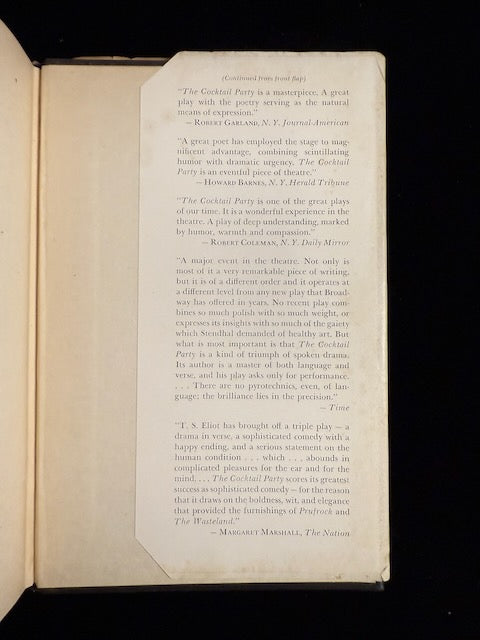 (Continued from front flap)
"The Cocktail Party is a masterpiece. A great
play with the poetry serving as the natural
means of expression."
— ROBERT GARLAND, N. Y. Journal-American
"A great poet has employed the stage to mag-
nificent advantage, combining scintillating
humor with dramatic urgency. The Cocktail
Party is an eventful piece of theatre."
— HOWARD BARNES, N. Y. Herald Tribune
"The Cocktail Party is one of the great plays
of our time. It is a wonderful experience in the
theatre. A play of deep understanding, marked
by humor, warmth and compassion."
— ROBERT COLEMAN, N. Y. Daily Mirror
"A major event in the theatre. Not only is
most of it a very remarkable piece of writing,
but it is of a different order and it operates at
a different level from any new play that Broad-
way has offered in years. No recent play com-
bines so much polish with so much weight, or
expresses its insights with so much of the gaiety
which Stendhal demanded of healthy art. But
what is most important is that The Cocktail
Party is a kind of triumph of spoken drama.
Its author is a master of both language and
verse, and his play asks only for performance.
. . . There are no pyrotechnics, even, of lan-
guage; the brilliance lies in the precision."
— Time
"T. S. Eliot has brought off a triple play — a
drama in verse, a sophisticated comedy with a
happy ending, and a serious statement on the
human condition . . . which . . . abounds in
complicated pleasures for the ear and for the
mind. . . . The Cocktail Party scores its greatest
success as sophisticated comedy — for the reason
that it draws on the boldness, wit, and elegance
that provided the furnishings of Prufrock and
The Wasteland."
— MARGARET MARSHALL, The Nation